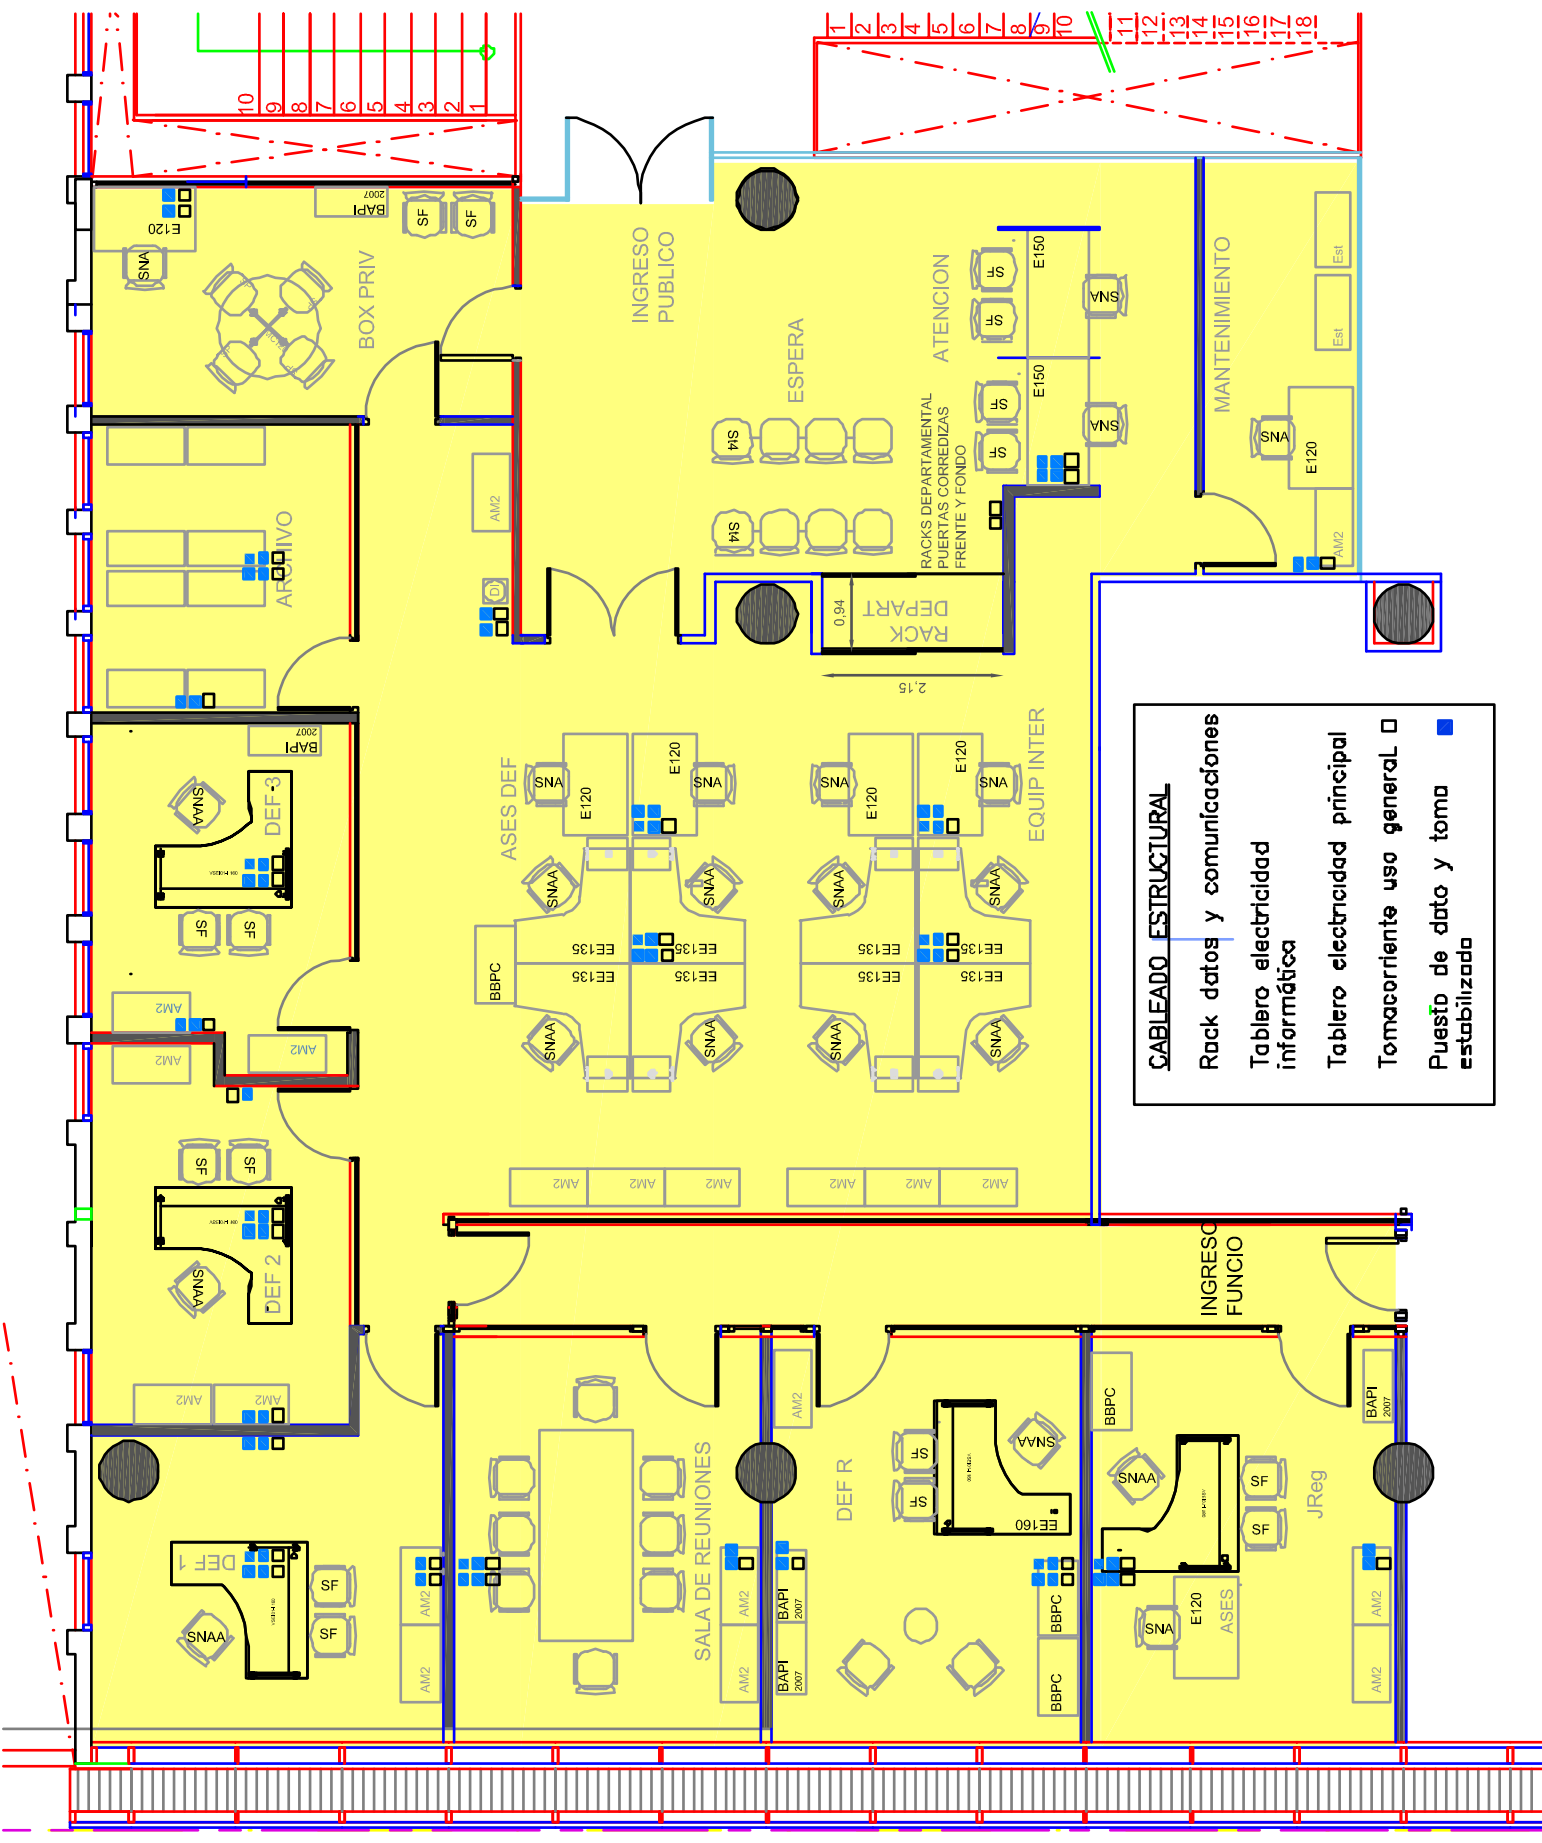 10
9
8
7
6
5
4
3
2
1
1
2
3
4
5
6
7
8
9
10
11
12
13
14
15
16
17
18
E120
SNA
BAPI
2007
SF
SF
BOX PRIV
INGRESO
PUBLICO
ESPERA
ATENCION
SF
SF
SF
SF
E150
E150
SNA
SNA
MANTENIMIENTO
Est
Est
SNA
E120
AM2
St4
St4
RACKS DEPARTAMENTAL
PUERTAS CORREDIZAS
FRENTE Y FONDO
RACK
DEPART
0,94
2,15
ARCHIVO
AM2
DI
BAPI
2007
SNAA
DEF 3
SF
SF
AM2
AM2
AM2
SF
SF
SNAA
DEF 2
AM2
AM2
ASES DEF
SNA
E120
E120
SNA
SNAA
SNAA
EE135
EE135
EE135
EE135
BBPC
SNAA
SNAA
EQUIP INTER
SNA
E120
E120
SNA
SNAA
SNAA
EE135
EE135
EE135
EE135
SNAA
SNAA
AM2
AM2
AM2
AM2
AM2
AM2
CABLEADO ESTRUCTURAL
Rack datos y comunicaciones
Tablero electricidad
informática
Tablero electricidad principal
Tomacorriente uso general
Puesto de dato y toma
estabilizado
INGRESO
FUNCIO
DEF 1
SNAA
SF
SF
AM2
AM2
SALA DE REUNIONES
AM2
AM2
AM2
BAPI
2007
BAPI
2007
DEF R
SF
SF
SNAA
EE160
BBPC
BBPC
BBPC
BAPI
2007
SNAA
SF
SF
JReg
SNA
E120
ASES
AM2
AM2